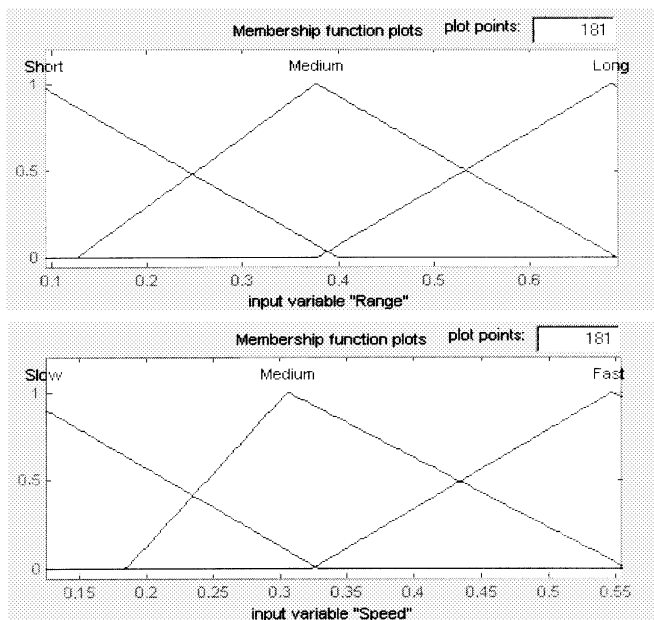 Membership function plots plot points: 181
Short Medium Long
1
0.5
0
0.1 0.2 0.3 0.4 0.5 0.6
input variable "Range"
Membership function plots plot points: 181
Slow Medium Fast
1
0.5
0
0.15 0.2 0.25 0.3 0.35 0.4 0.45 0.5 0.55
input variable "Speed"